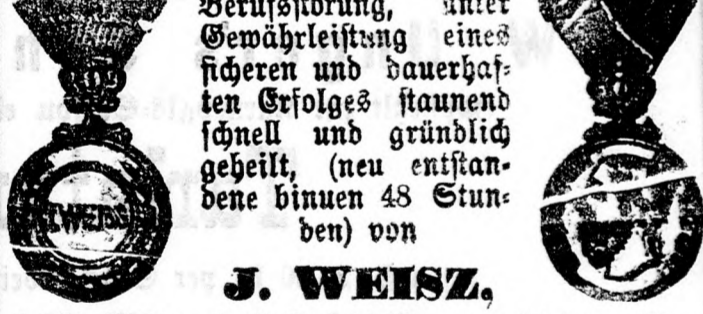 Berufsstörung, unter
Gewährleistung eines
sicheren und dauerhaf-
ten Erfolges staunend
schnell und gründlich
geheilt, (neu entstan-
dene binuen 48 Stun-
den) von
J. WEISZ,